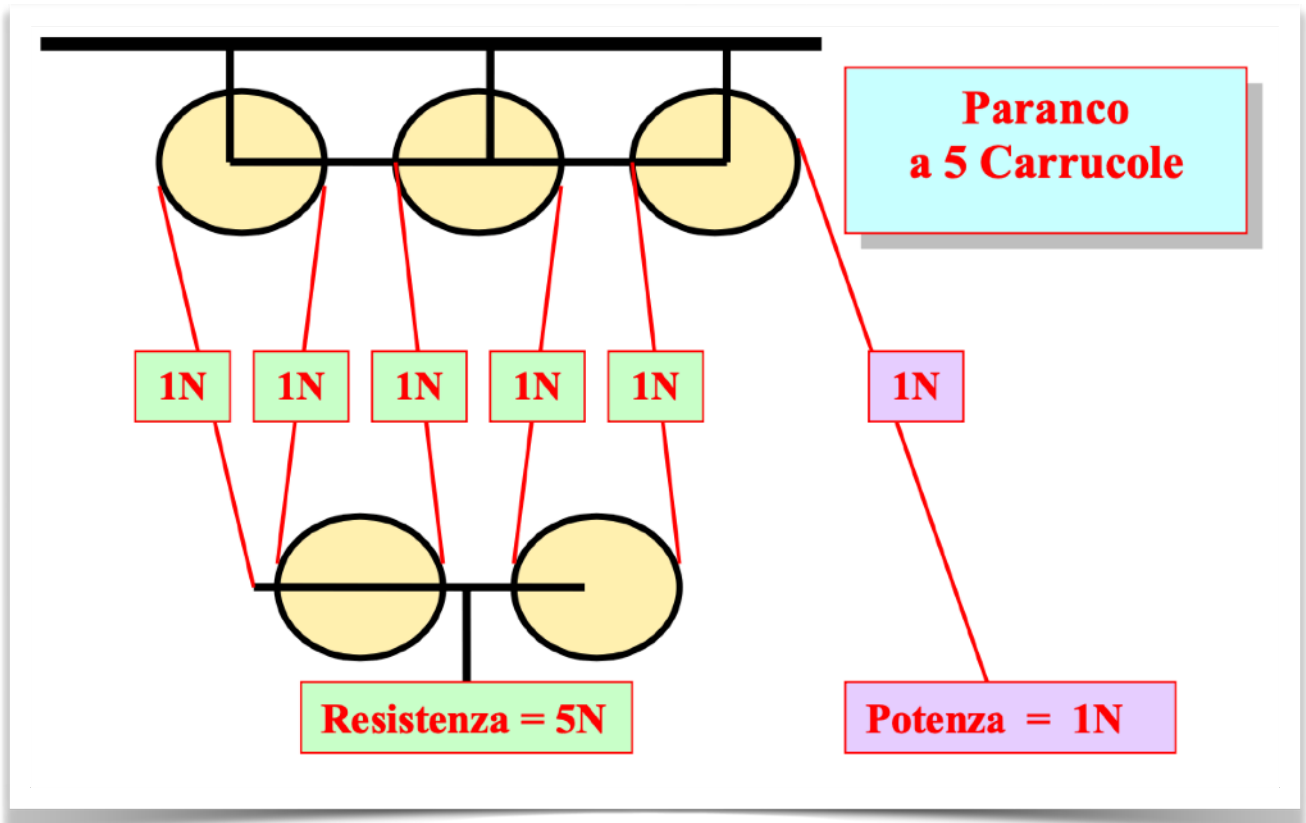 Paranco
a 5 Carrucole
1N 1N 1N 1N 1N 1N
Resistenza = 5N
Potenza = 1N